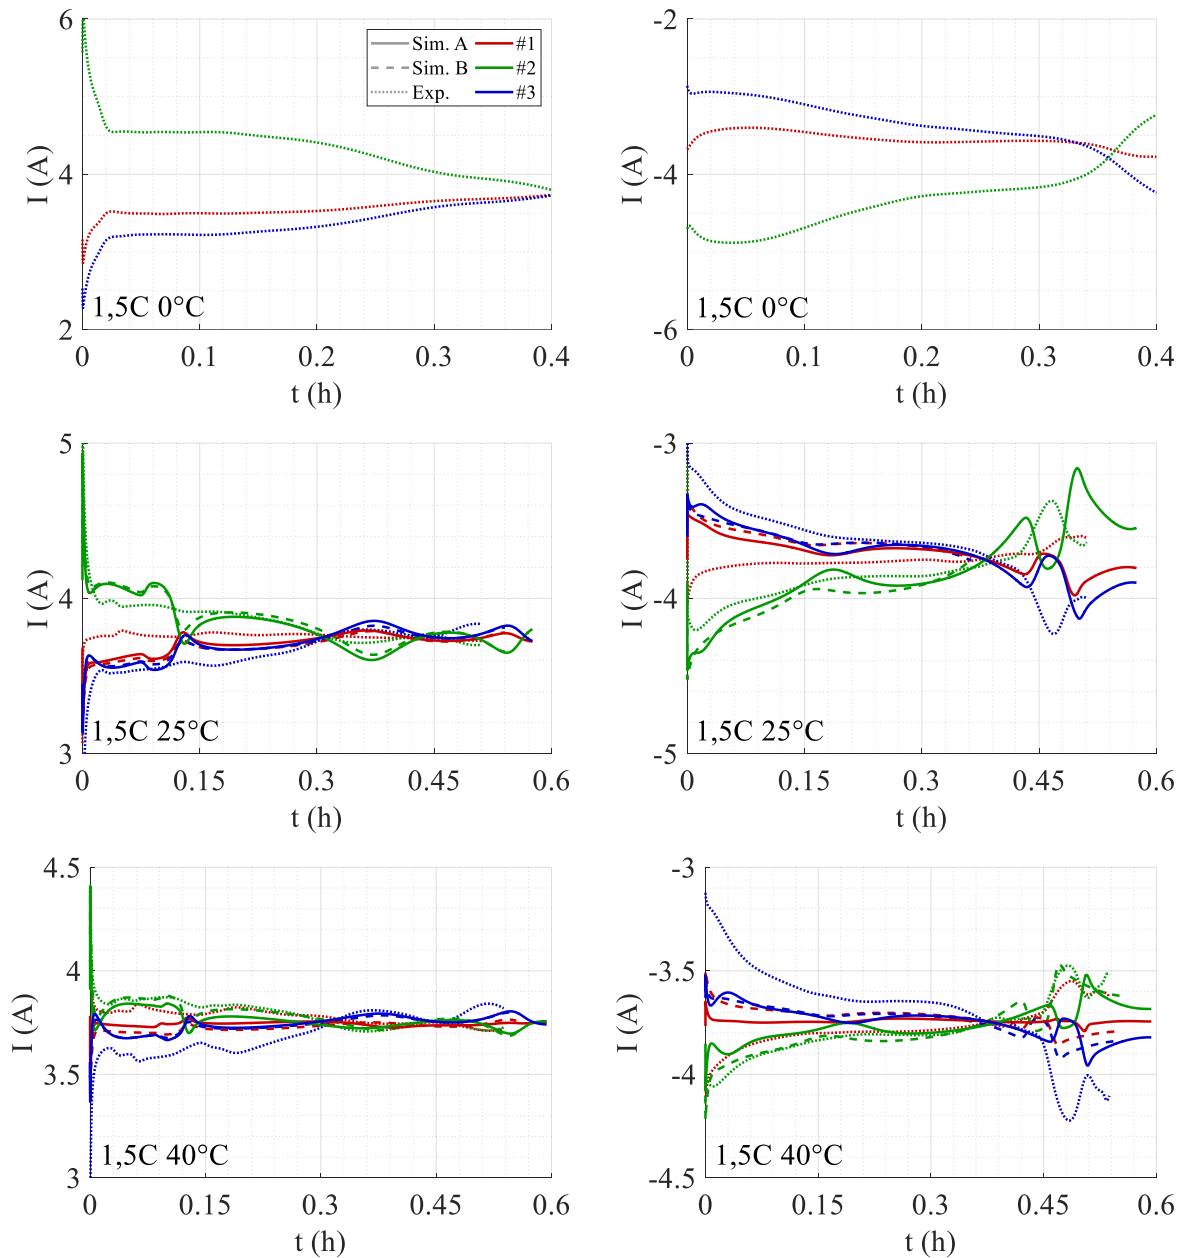 6
4
2
I (A)
Sim. A #1
Sim. B #2
Exp. #3
1,5C 0°C
0 0.1 0.2 0.3 0.4
t (h)
-2
-4
-6
I (A)
1,5C 0°C
0 0.1 0.2 0.3 0.4
t (h)
5
4
3
I (A)
1,5C 25°C
0 0.15 0.3 0.45 0.6
t (h)
-3
-4
-5
I (A)
1,5C 25°C
0 0.15 0.3 0.45 0.6
t (h)
4.5
4
3.5
3
I (A)
1,5C 40°C
0 0.15 0.3 0.45 0.6
t (h)
-3
-3.5
-4
-4.5
I (A)
1,5C 40°C
0 0.15 0.3 0.45 0.6
t (h)